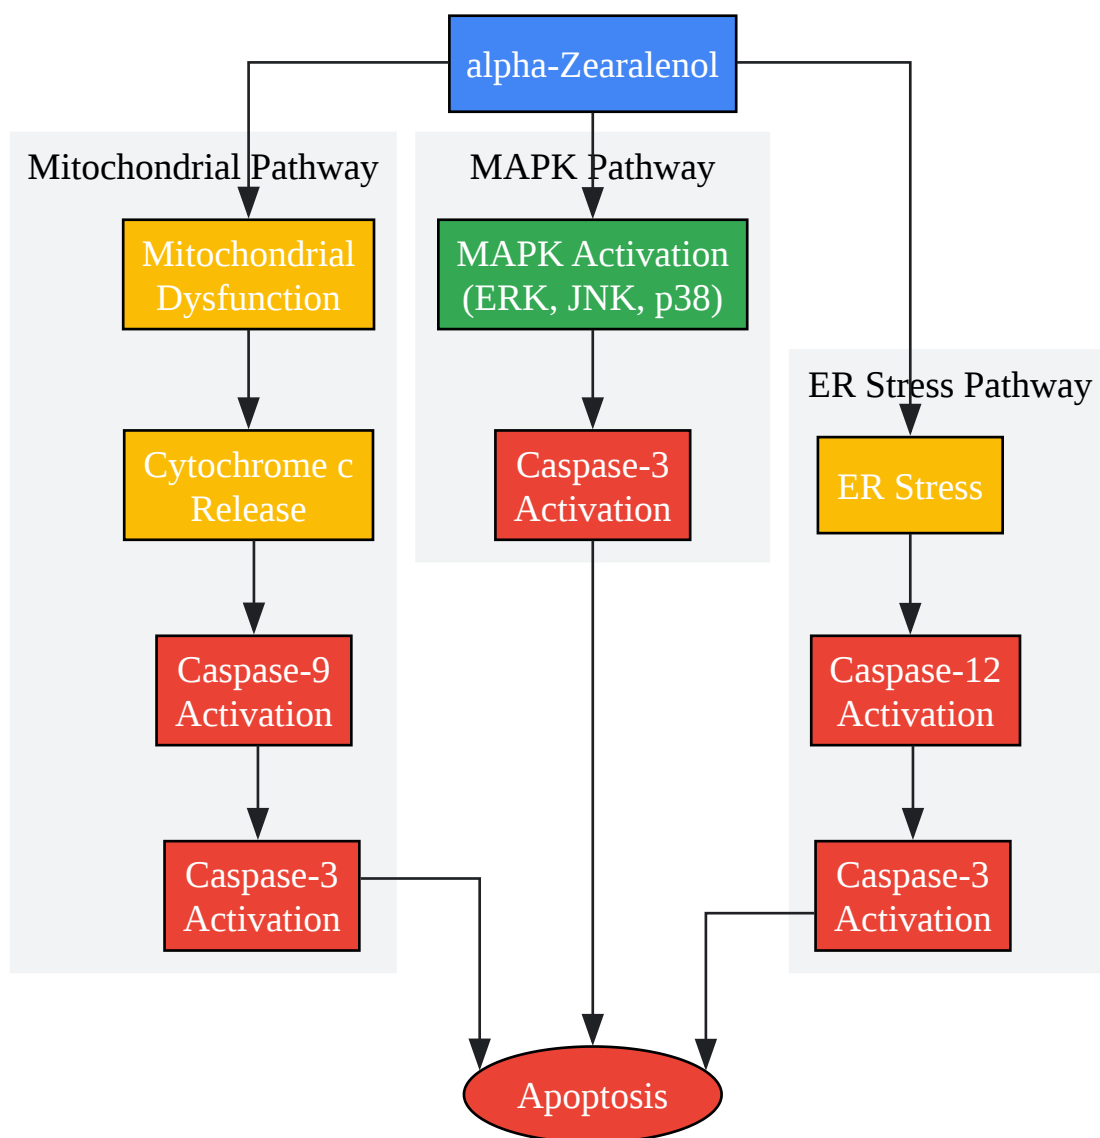 alpha-Zearalenol
Mitochondrial Pathway
Mitochondrial
Dysfunction
Cytochrome c
Release
Caspase-9
Activation
Caspase-3
Activation
MAPK Pathway
MAPK Activation
(ERK, JNK, p38)
Caspase-3
Activation
ER Stress Pathway
ER Stress
Caspase-12
Activation
Caspase-3
Activation
Apoptosis